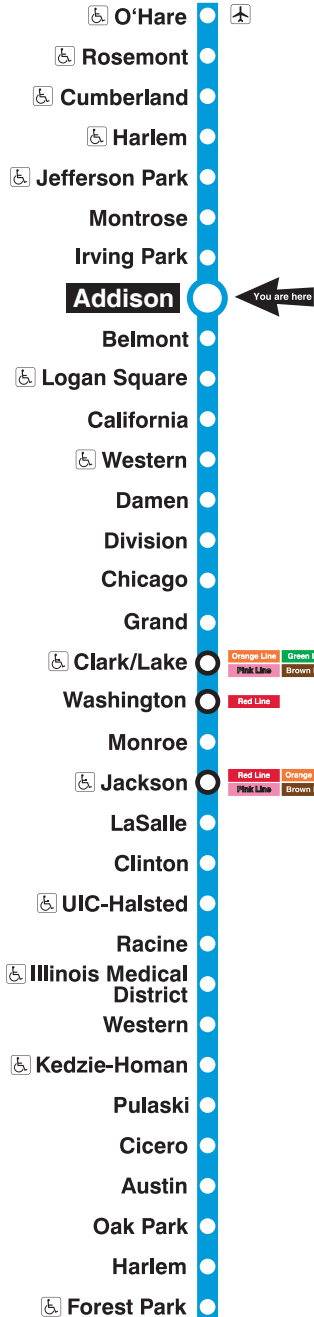 O'Hare
Rosemont
Cumberland
Harlem
Jefferson Park
Montrose
Irving Park
Addison
You are here
Belmont
Logan Square
California
Western
Damen
Division
Chicago
Grand
Clark/Lake
Orange Line Green
Pink Line Brown
Washington
Red Line
Monroe
Jackson
Red Line Orange
Pink Line Brown
LaSalle
Clinton
UIC-Halsted
Racine
Illinois Medical
District
Western
Kedzie-Homan
Pulaski
Cicero
Austin
Oak Park
Harlem
Forest Park